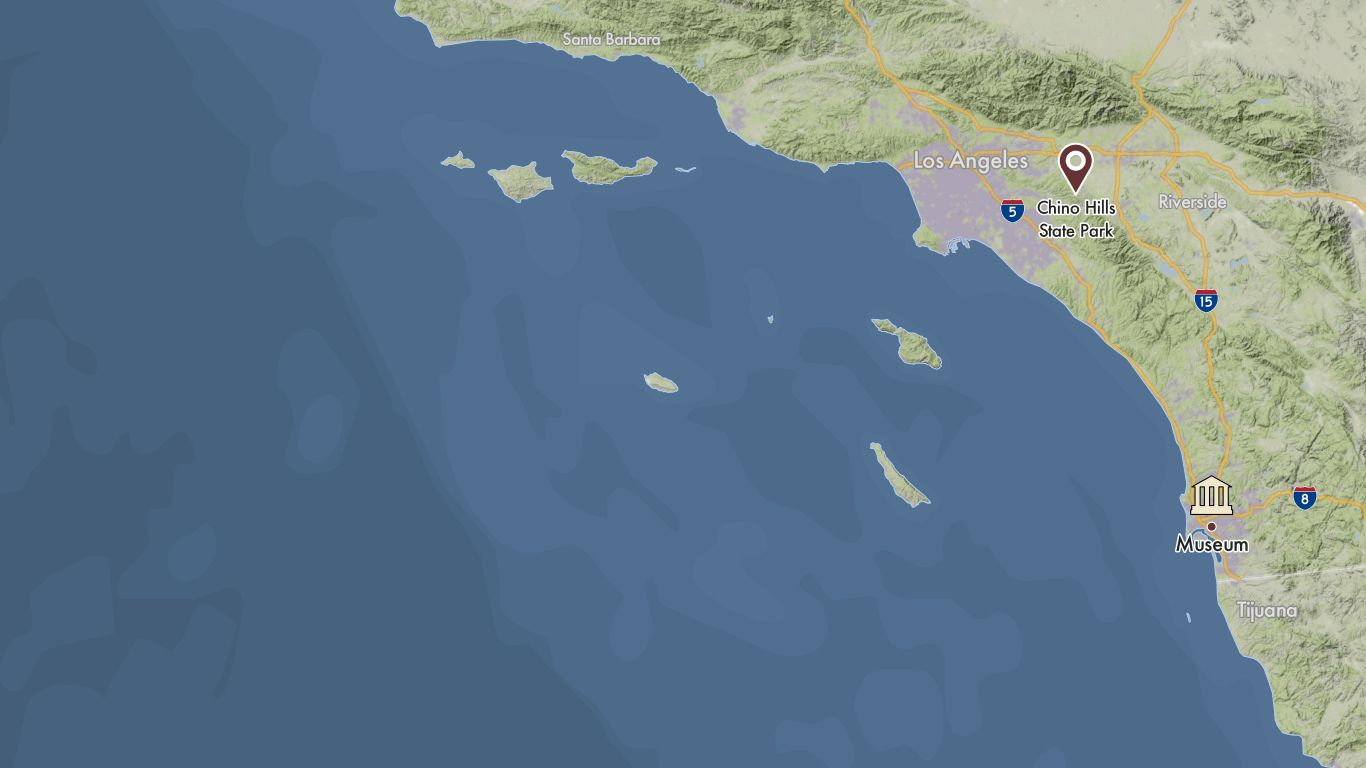 Santa Barbara
Los Angeles
5
Chino Hills
State Park
Riverside
15
8
Museum
Tijuana